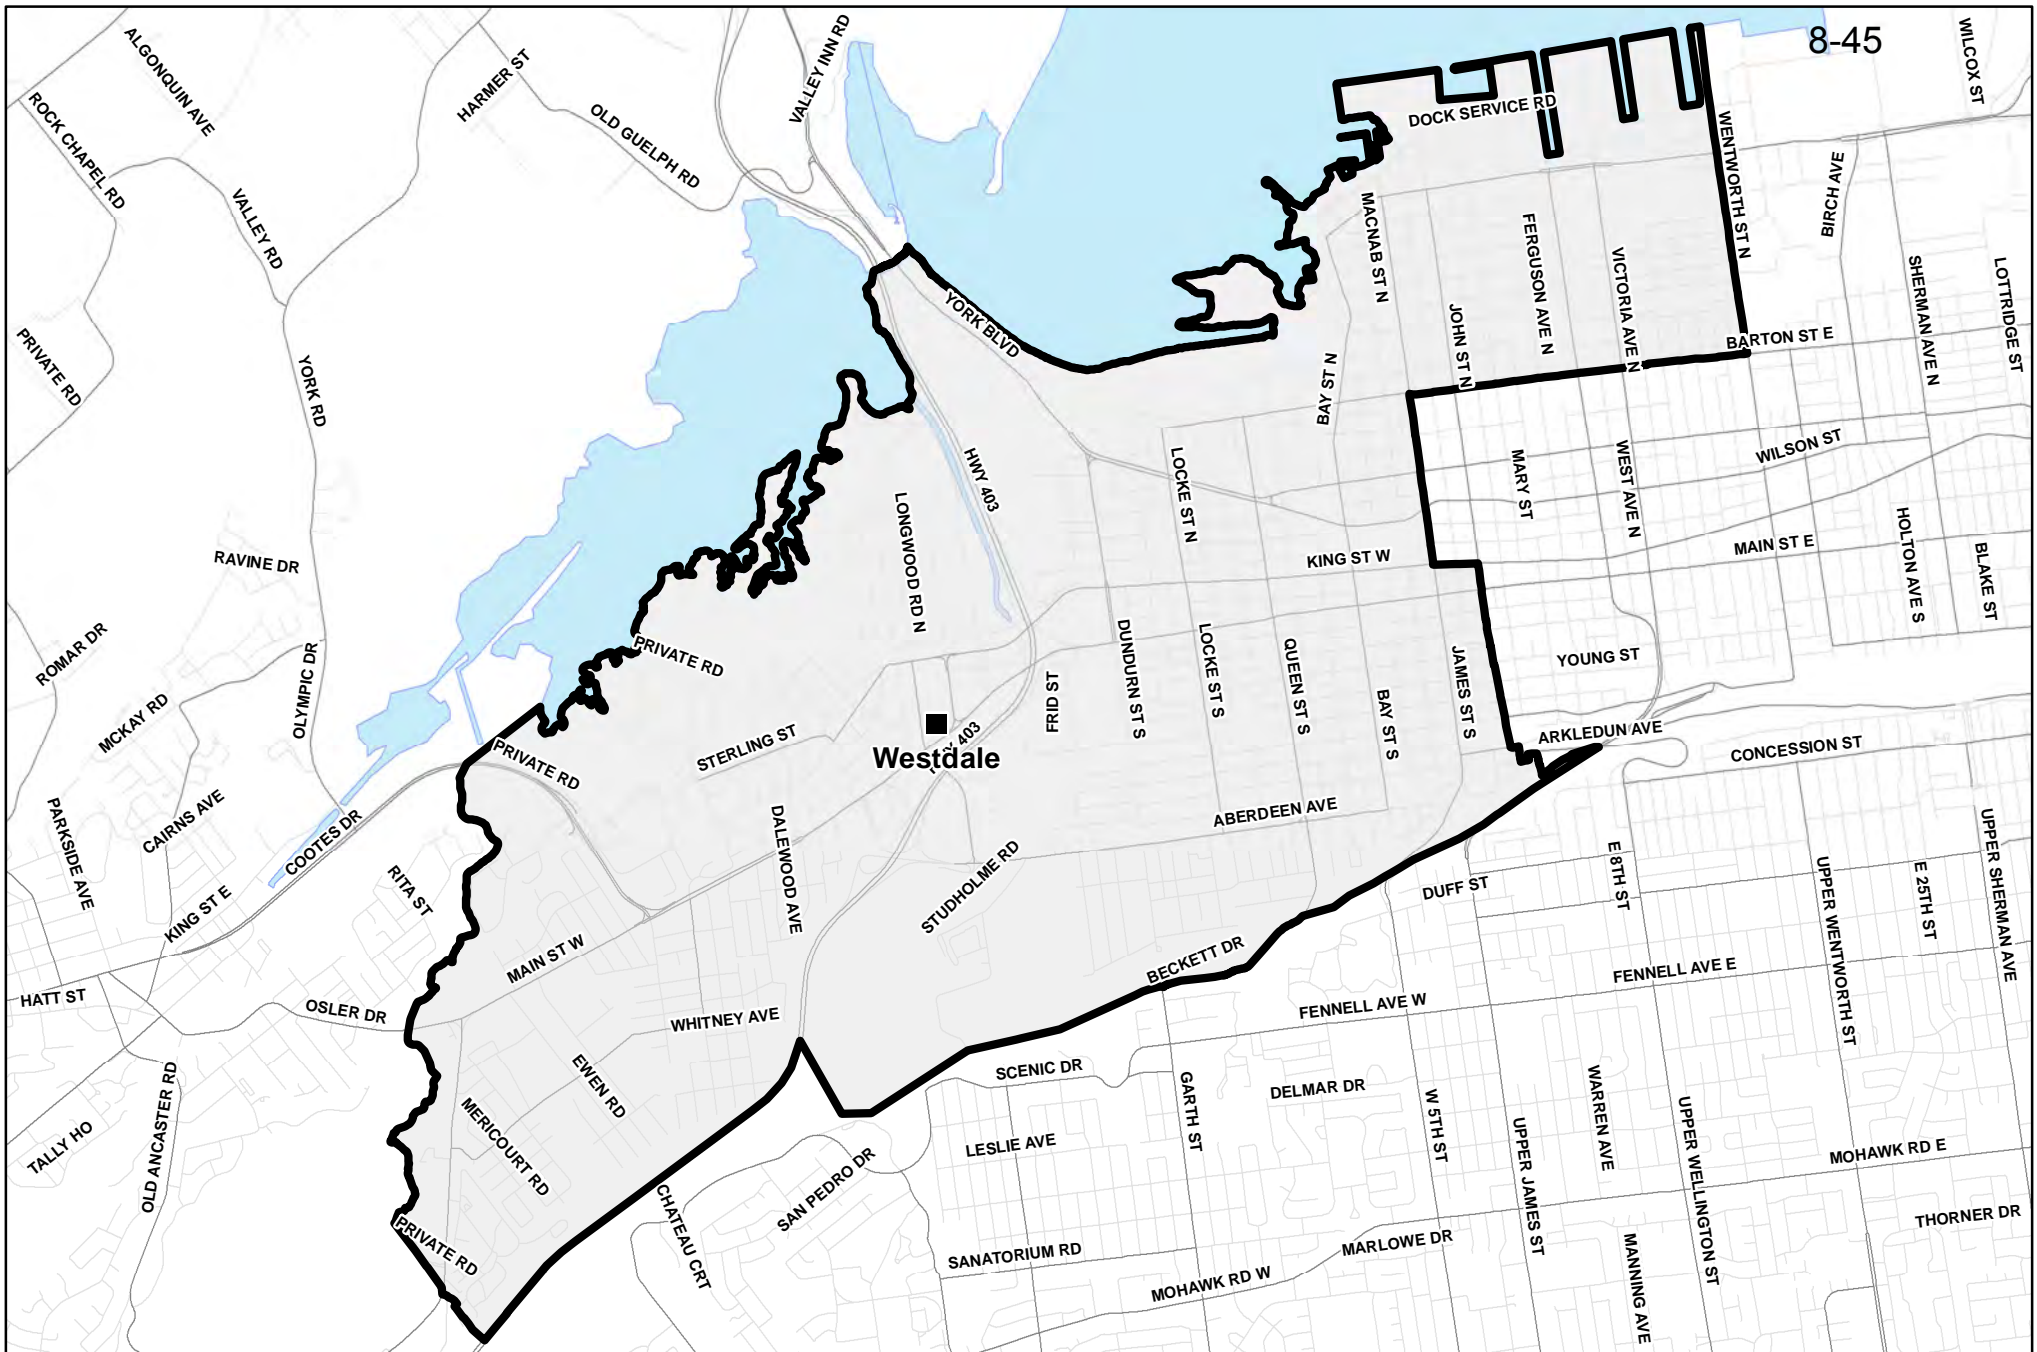 8-45
WILCOX ST
ALGONQUIN AVE
HARMER ST
VALLEY INN RD
ROCK CHAPEL RD
OLD GUELPH RD
DOCK SERVICE RD
WENTWORTH ST N
BIRCH AVE
VALLEY RD
MACNAB ST N
FERGUSON AVE N
VICTORIA AVE N
SHERMAN AVE N
LOTTRIDGE ST
PRIVATE RD
YORK RD
YORK BLVD
JOHN ST N
BARTON ST E
BAY ST N
HWY 403
LOCKE ST N
MARY ST
WEST AVE N
WILSON ST
LONGWOOD RD N
RAVINE DR
KING ST W
MAIN ST E
HOLTON AVE S
BLAKE ST
ROMAR DR
OLYMPIC DR
PRIVATE RD
DUNDURN ST S
LOCKE ST S
QUEEN ST S
JAMES ST S
YOUNG ST
MCKAY RD
FRID ST
BAY ST S
PRIVATE RD
STERLING ST
403
Westdale
ARKLEDUN AVE
CONCESSION ST
PARKSIDE AVE
CAIRNS AVE
COOTES DR
DALEWOOD AVE
ABERDEEN AVE
UPPER SHERMAN AVE
KING ST E
RITA ST
STUDHOLME RD
DUFF ST
E 8TH ST
UPPER WENTWORTH ST
E 25TH ST
HATT ST
OSLER DR
MAIN ST W
BECKETT DR
FENNELL AVE E
FENNELL AVE W
WHITNEY AVE
EWEN RD
SCENIC DR
DELMAR DR
GARTH ST
W 5TH ST
WARREN AVE
TALLY HO
OLD ANCASTER RD
MERICOURT RD
LESLIE AVE
UPPER JAMES ST
UPPER WELLINGTON ST
MOHAWK RD E
PRIVATE RD
CHATEAU CRT
SAN PEDRO DR
SANATORIUM RD
MARLOWE DR
MOHAWK RD W
MANNING AVE
THORNER DR